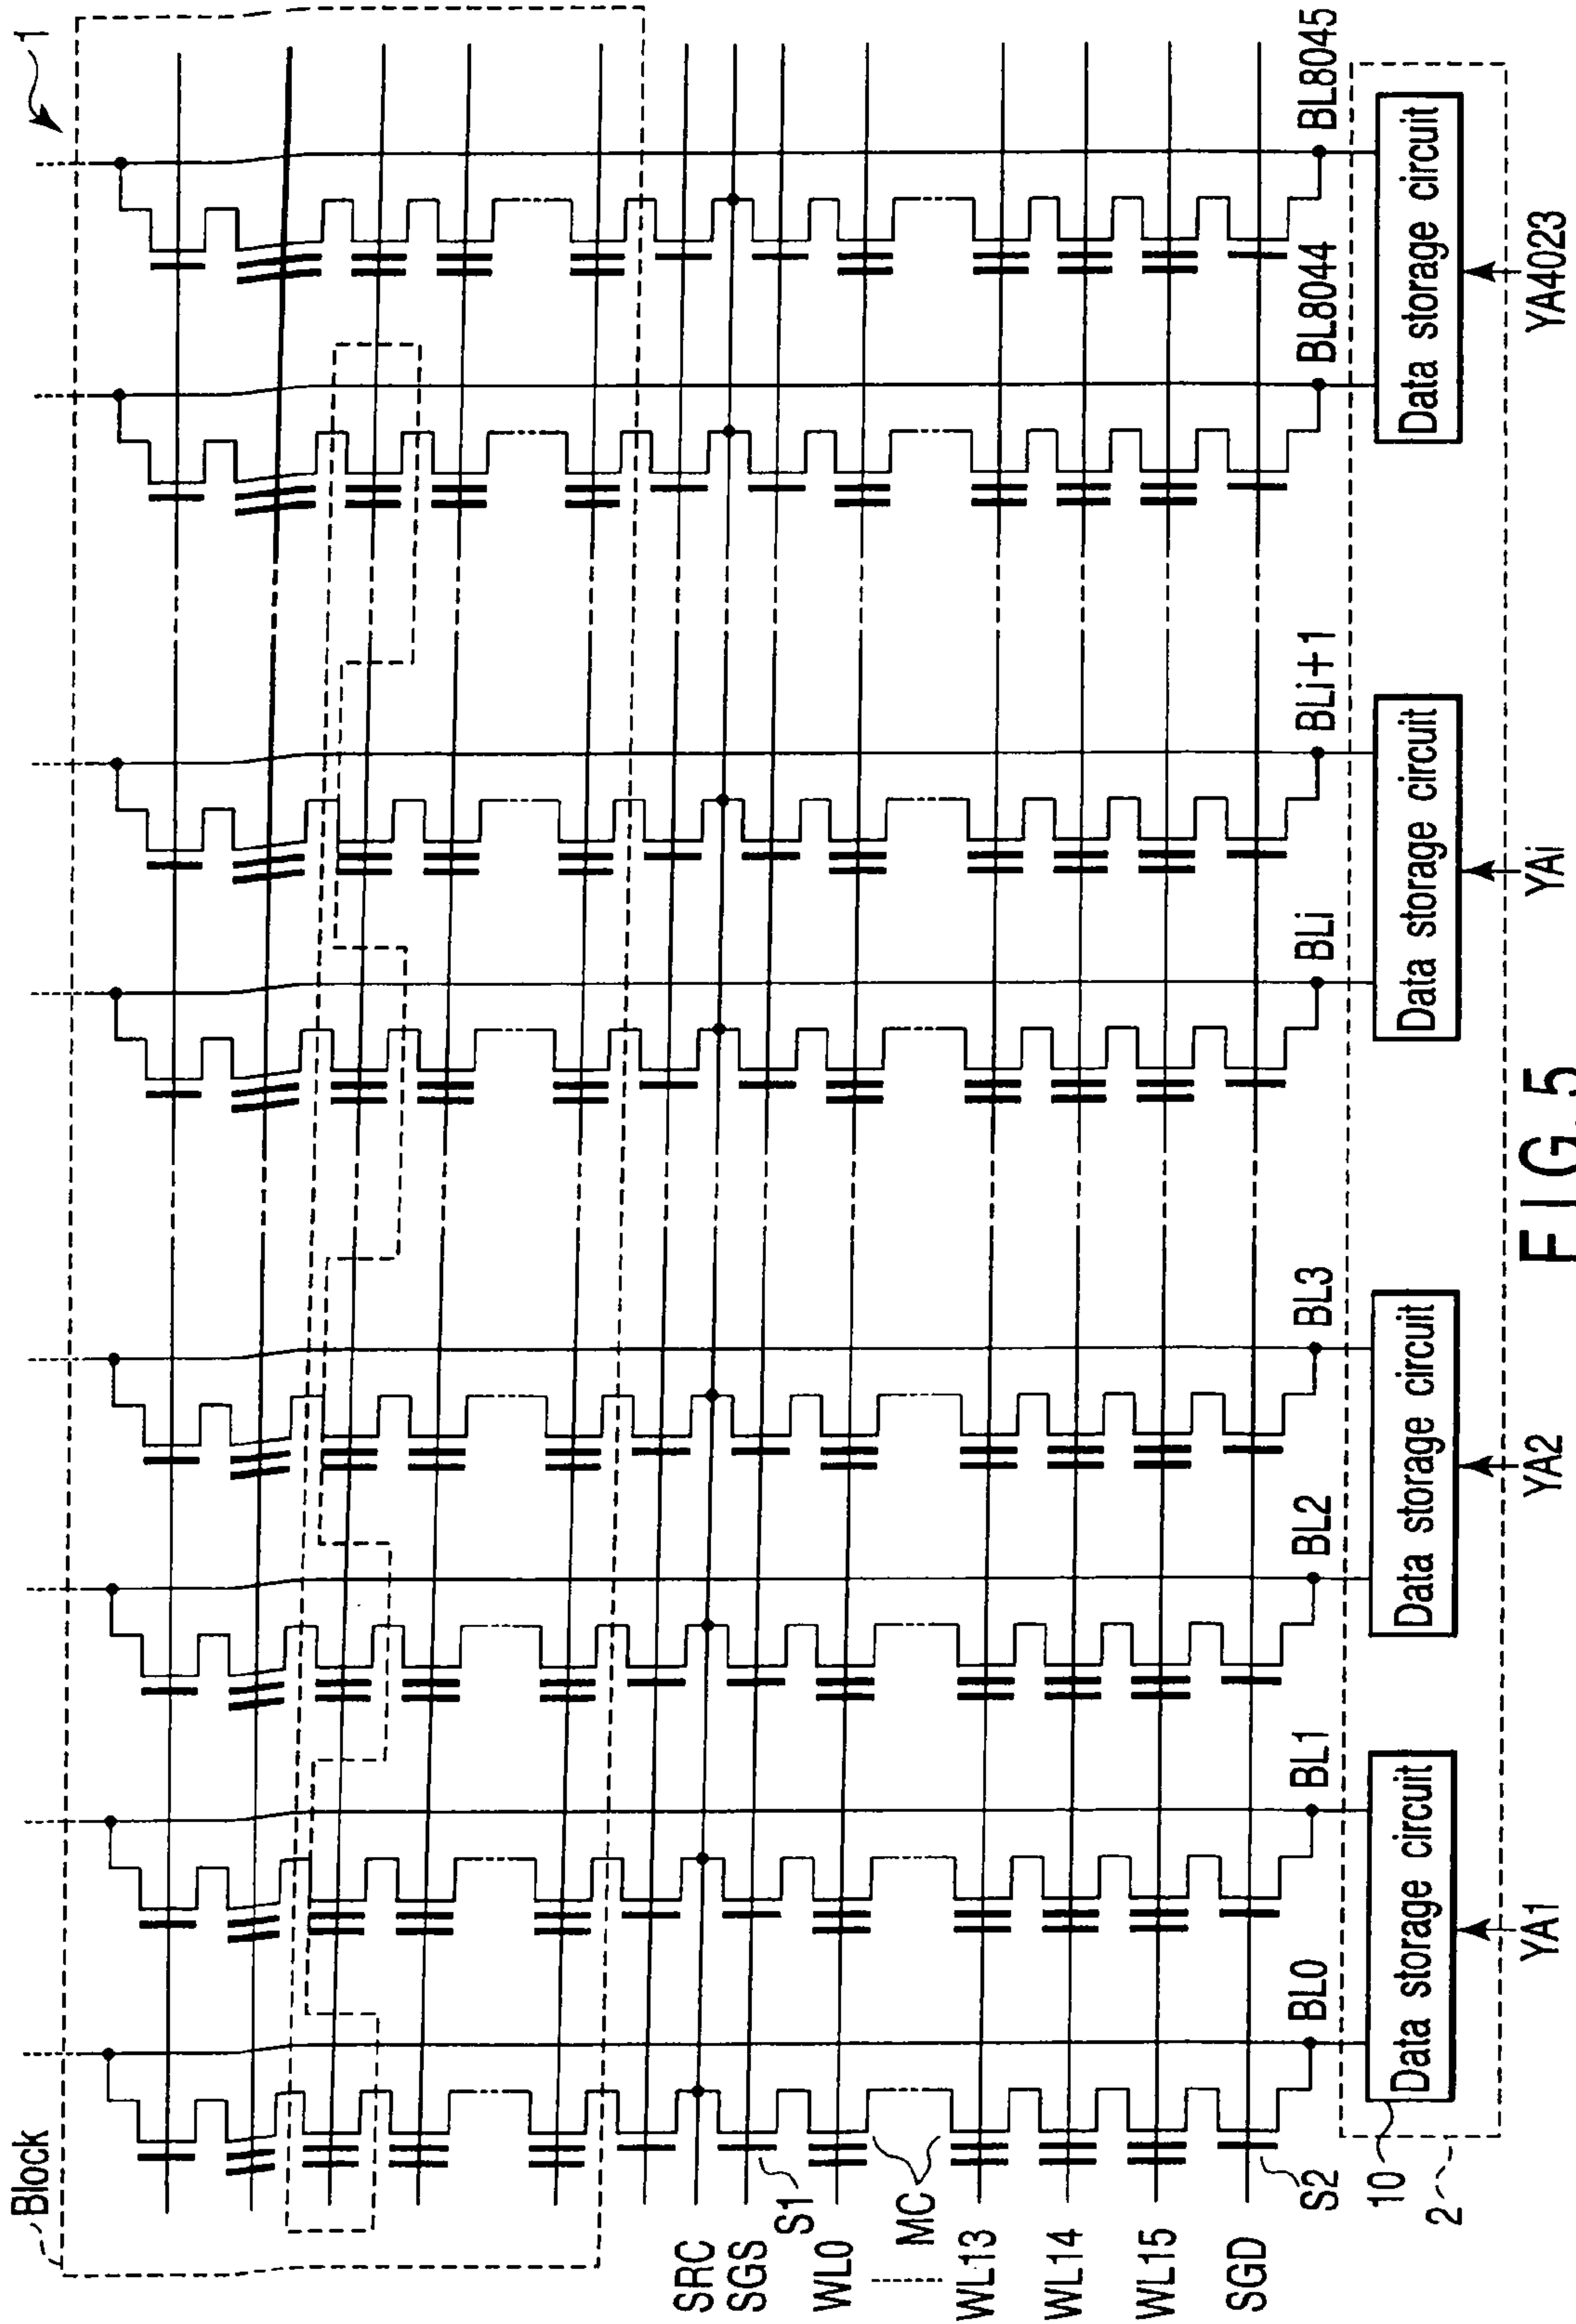 1
Block
SRC
SGS
S1
WL0
MC
WL13
WL14
WL15
SGD
S2
BL0
BL1
BL2
BL3
BLi
BLi+1
BL8044
BL8045
10
2
Data storage circuit
Data storage circuit
Data storage circuit
Data storage circuit
YA1
YA2
YAi
YA4023
FIG. 5